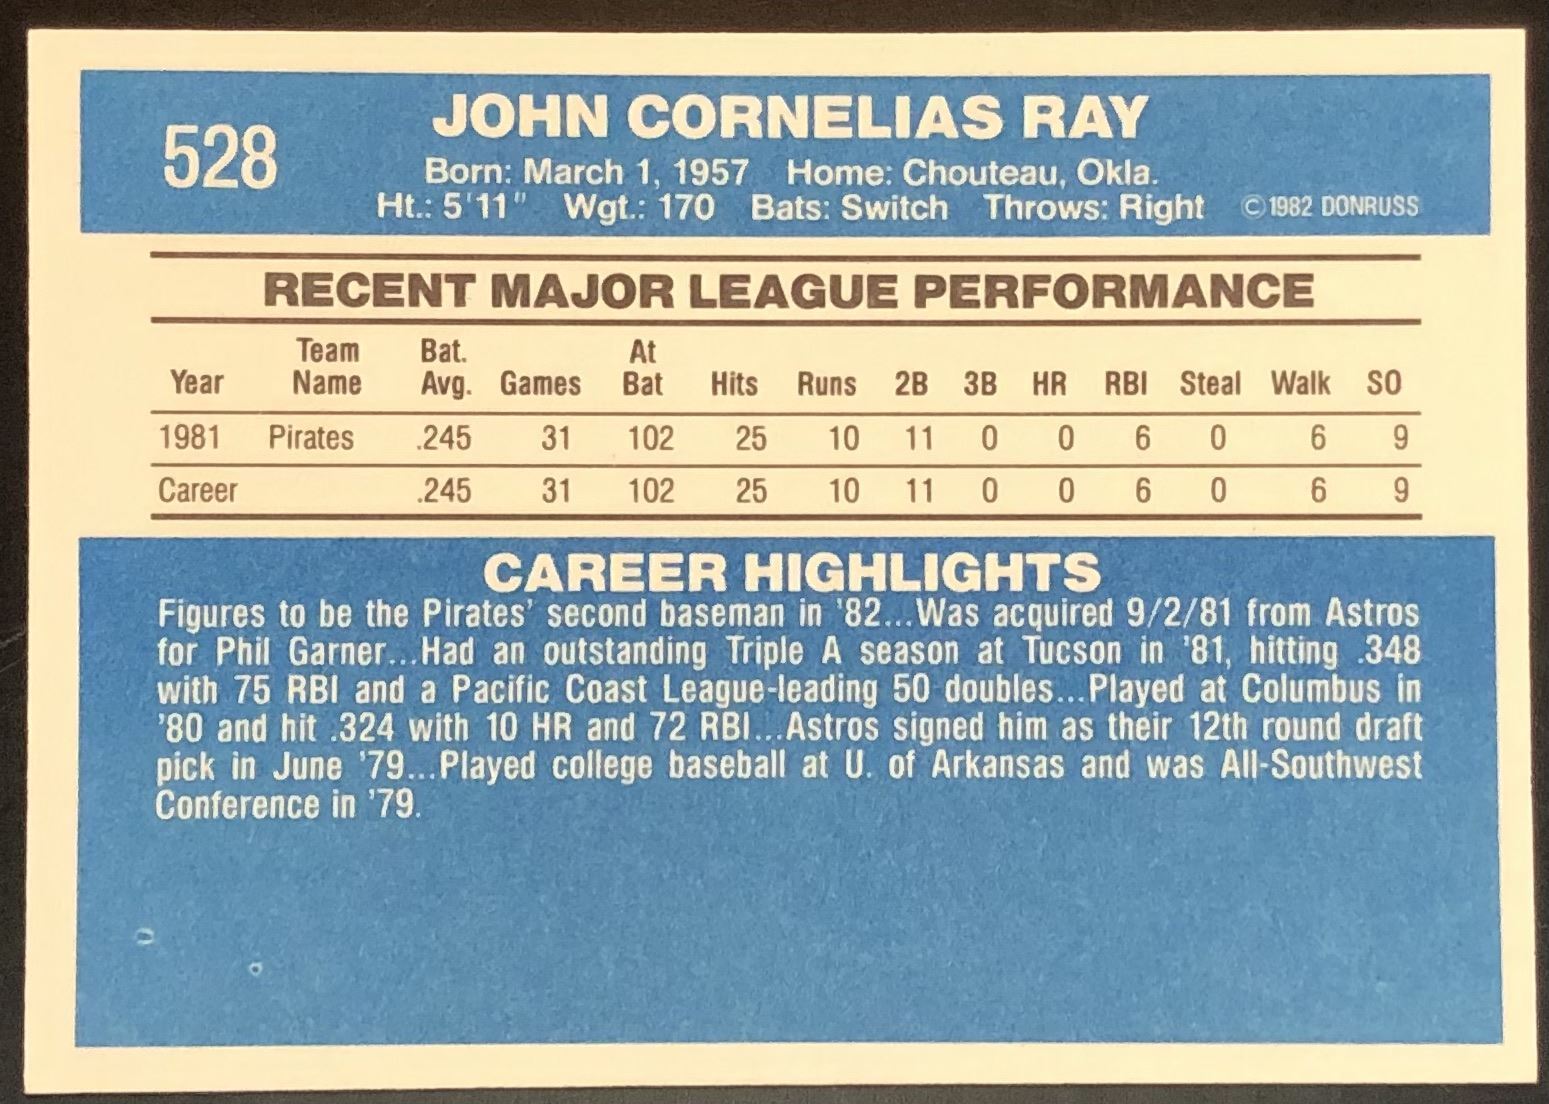 528
JOHN CORNELIAS RAY
Born: March 1, 1957 Home: Chouteau, Okla.
Ht.: 5'11" Wgt.: 170 Bats: Switch Throws: Right ©1982 DONRUSS
RECENT MAJOR LEAGUE PERFORMANCE
Year Team Name Bat. Avg. Games At Bat Hits Runs 2B 3B HR RBI Steal Walk SO
1981 Pirates .245 31 102 25 10 11 0 0 6 0 6 9
Career .245 31 102 25 10 11 0 0 6 0 6 9
CAREER HIGHLIGHTS
Figures to be the Pirates' second baseman in '82...Was acquired 9/2/81 from Astros
for Phil Garner...Had an outstanding Triple A season at Tucson in '81, hitting .348
with 75 RBI and a Pacific Coast League-leading 50 doubles...Played at Columbus in
'80 and hit .324 with 10 HR and 72 RBI...Astros signed him as their 12th round draft
pick in June '79...Played college baseball at U. of Arkansas and was All-Southwest
Conference in '79.